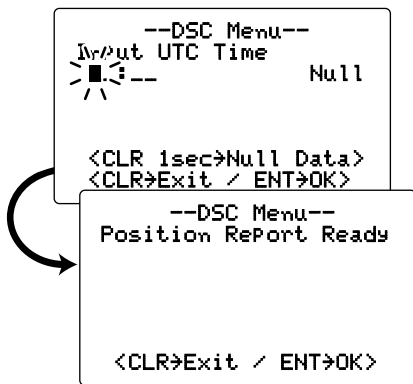 --DSC Menu--
Input UTC Time
:__ Null
<CLR 1sec→Null Data>
<CLR→Exit / ENT→OK>
--DSC Menu--
Position RePort Ready
<CLR→Exit / ENT→OK>